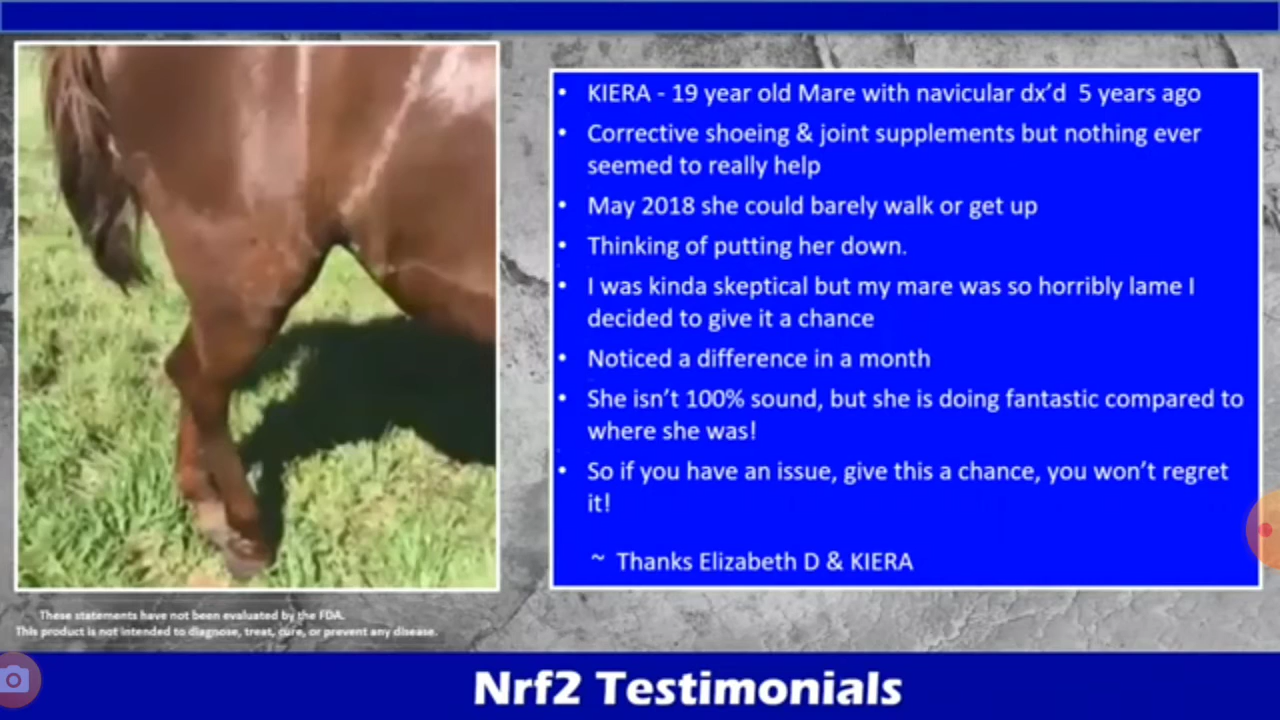 • KIERA - 19 year old Mare with navicular dx’d 5 years ago
• Corrective shoeing & joint supplements but nothing ever
seemed to really help
• May 2018 she could barely walk or get up
• Thinking of putting her down.
• I was kinda skeptical but my mare was so horribly lame I
decided to give it a chance
• Noticed a difference in a month
• She isn’t 100% sound, but she is doing fantastic compared to
where she was!
• So if you have an issue, give this a chance, you won’t regret
it!
~ Thanks Elizabeth D & KIERA
These statements have not been evaluated by the FDA.
This product is not intended to diagnose, treat, cure, or prevent any disease.
Nrf2 Testimonials